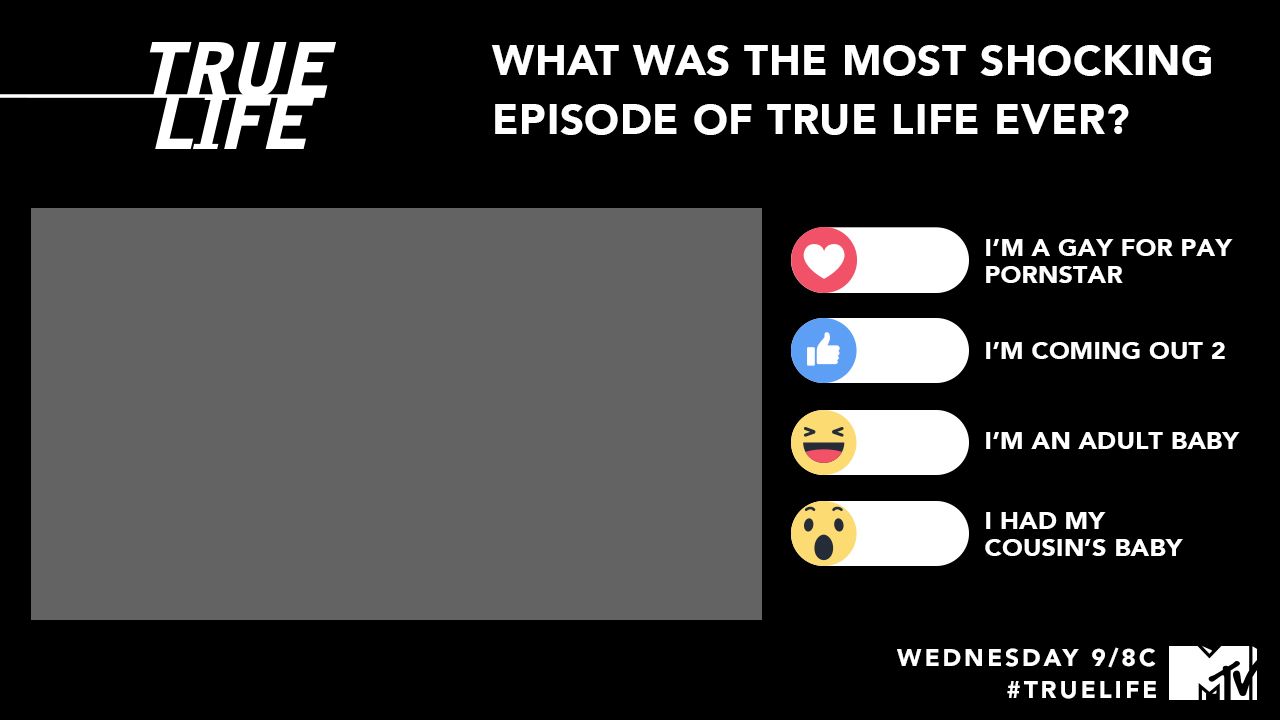 TRUE
LIFE
WHAT WAS THE MOST SHOCKING
EPISODE OF TRUE LIFE EVER?
I'M A GAY FOR PAY
PORNSTAR
I'M COMING OUT 2
I'M AN ADULT BABY
I HAD MY
COUSIN'S BABY
WEDNESDAY 9/8C
#TRUELIFE
MTV